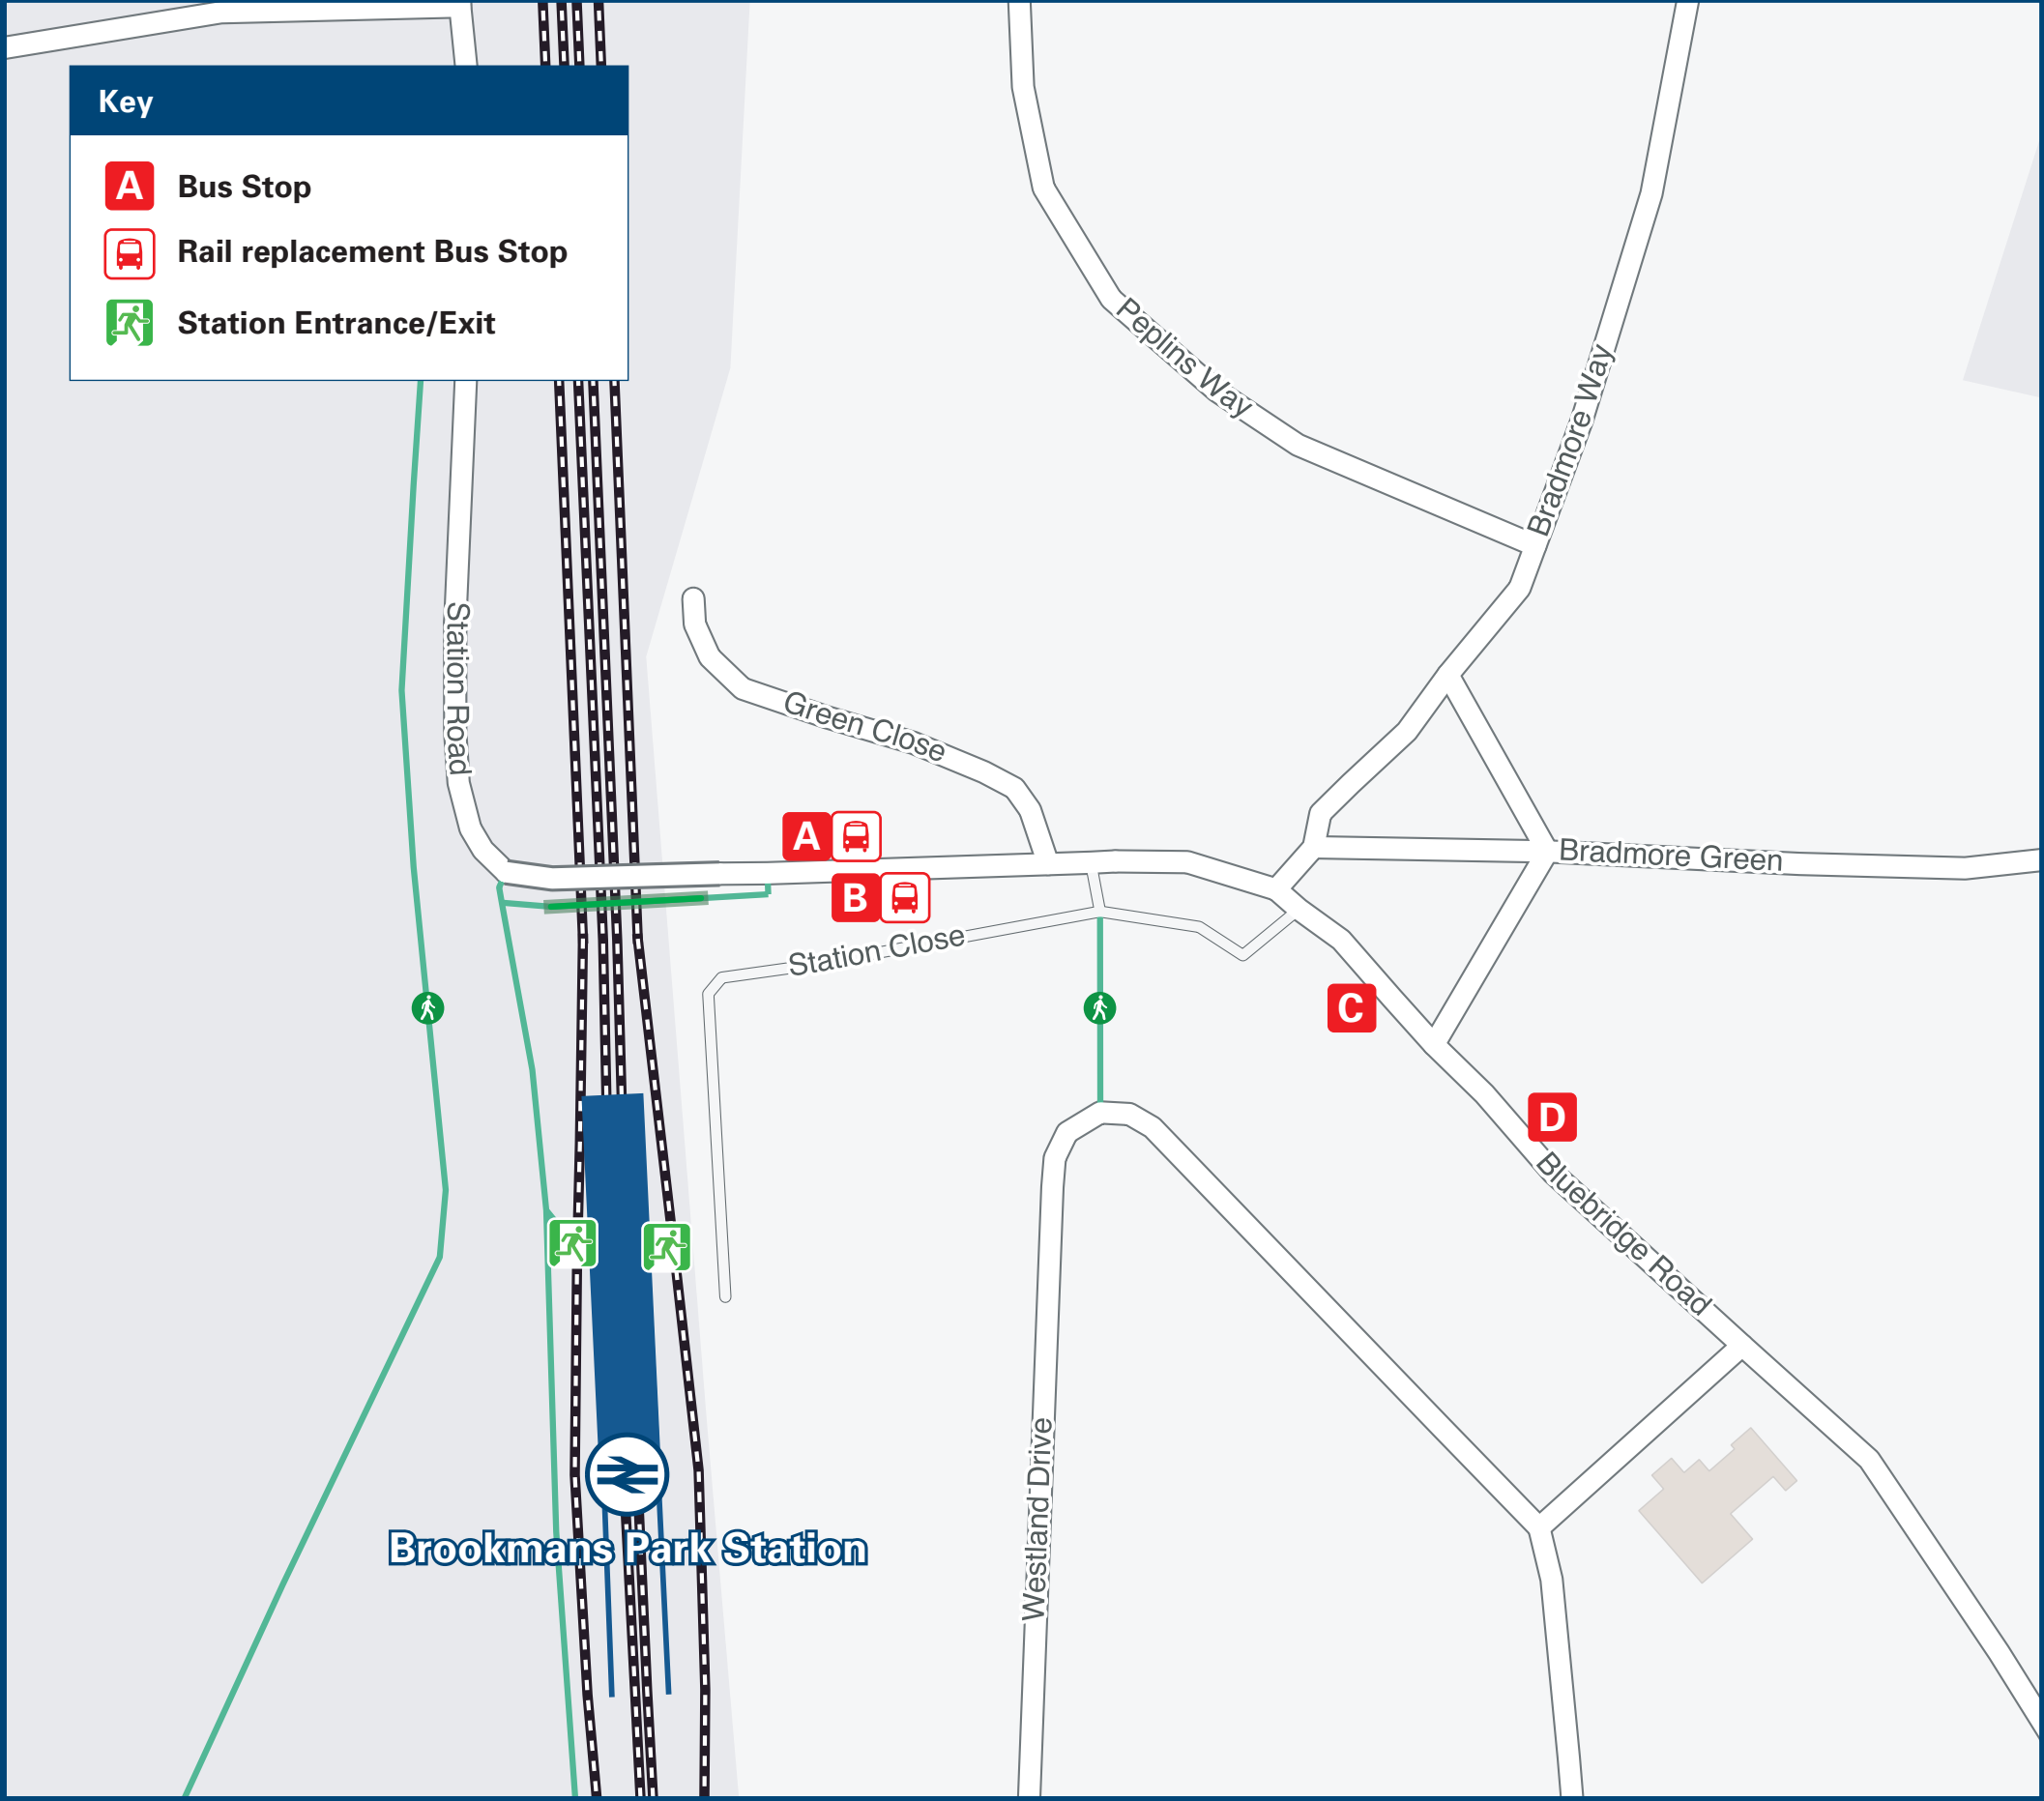 Key
A Bus Stop
Rail replacement Bus Stop
Station Entrance/Exit
Peplins Way
Bradmore Way
Station Road
Green Close
A
Bradmore Green
B
Station Close
C
D
Bluebridge Road
Westland Drive
Brookmans Park Station